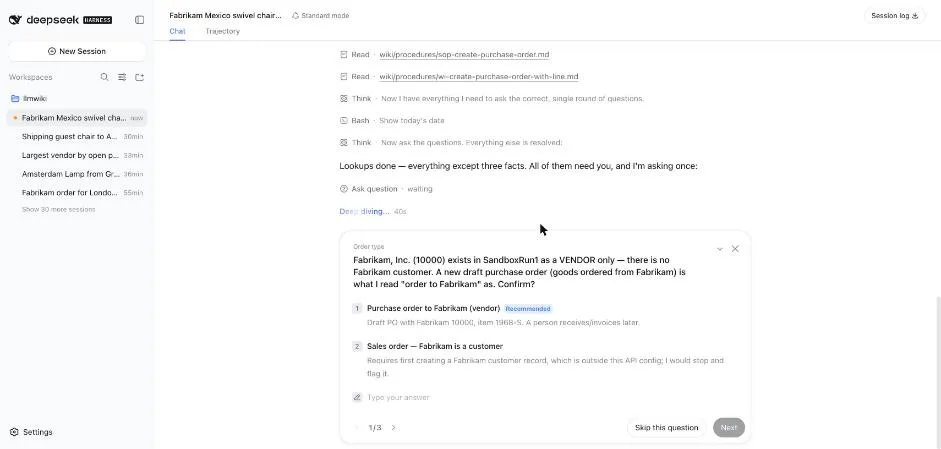 deepseek HARNESS
New Session
Workspaces
llmwiki
Fabrikam Mexico swivel cha... now
Shipping guest chair to A... 30min
Largest vendor by open p... 33min
Amsterdam Lamp from Gr... 36min
Fabrikam order for Londo... 55min
Show 30 more sessions
Settings
Fabrikam Mexico swivel chair... Standard mode
Session log
Chat Trajectory
Read · wiki/procedures/sop-create-purchase-order.md
Read · wiki/procedures/wi-create-purchase-order-with-line.md
Think · Now I have everything I need to ask the correct, single round of questions.
Bash · Show today's date
Think · Now ask the questions. Everything else is resolved:
Lookups done — everything except three facts. All of them need you, and I'm asking once:
Ask question · waiting
Deep diving... 40s
Order type
Fabrikam, Inc. (10000) exists in SandboxRun1 as a VENDOR only — there is no
Fabrikam customer. A new draft purchase order (goods ordered from Fabrikam) is
what I read "order to Fabrikam" as. Confirm?
1 Purchase order to Fabrikam (vendor) Recommended
Draft PO with Fabrikam 10000, item 1968-S. A person receives/invoices later.
2 Sales order — Fabrikam is a customer
Requires first creating a Fabrikam customer record, which is outside this API config; I would stop and
flag it.
Type your answer
1/3
Skip this question
Next